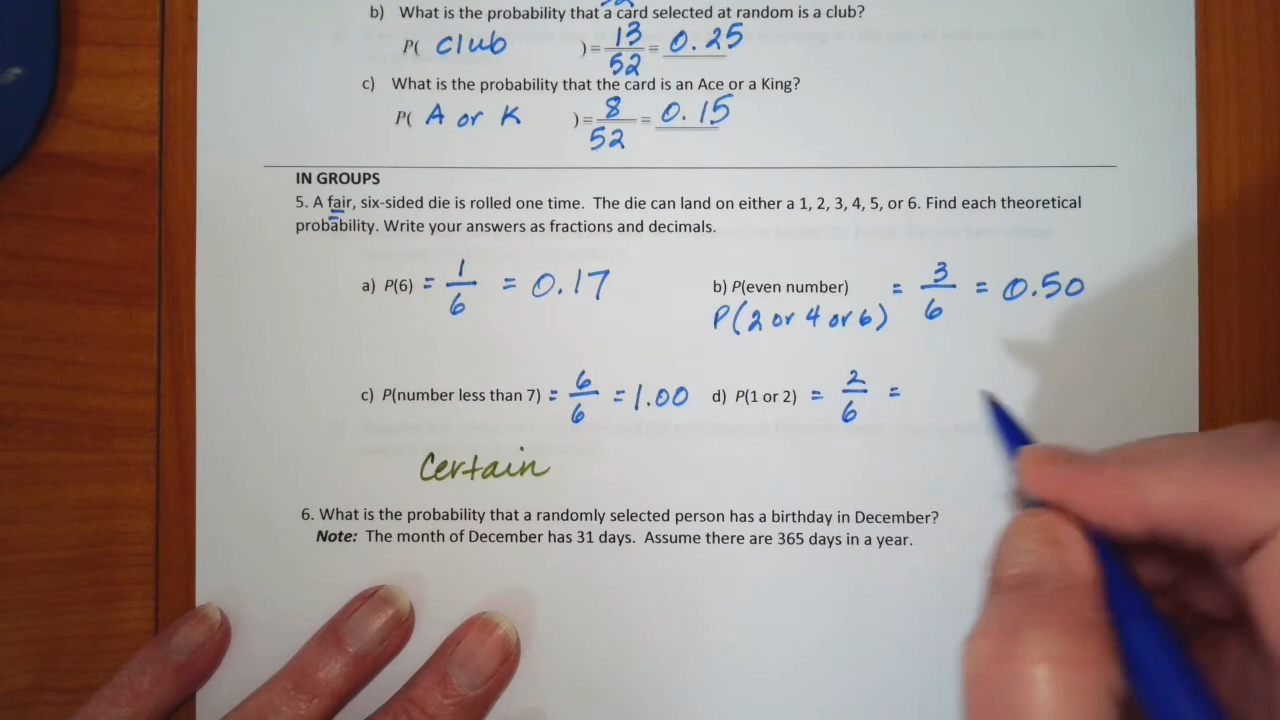 b) What is the probability that a card selected at random is a club?
P( club ) = 13/52 = 0.25
c) What is the probability that the card is an Ace or a King?
P( A or K ) = 8/52 = 0.15
IN GROUPS
5. A fair, six-sided die is rolled one time. The die can land on either a 1, 2, 3, 4, 5, or 6. Find each theoretical
probability. Write your answers as fractions and decimals.
a) P(6) = 1/6 = 0.17
b) P(even number) = 3/6 = 0.50
P(2 or 4 or 6)
c) P(number less than 7) = 6/6 = 1.00
d) P(1 or 2) = 2/6 =
Certain
6. What is the probability that a randomly selected person has a birthday in December?
Note: The month of December has 31 days. Assume there are 365 days in a year.